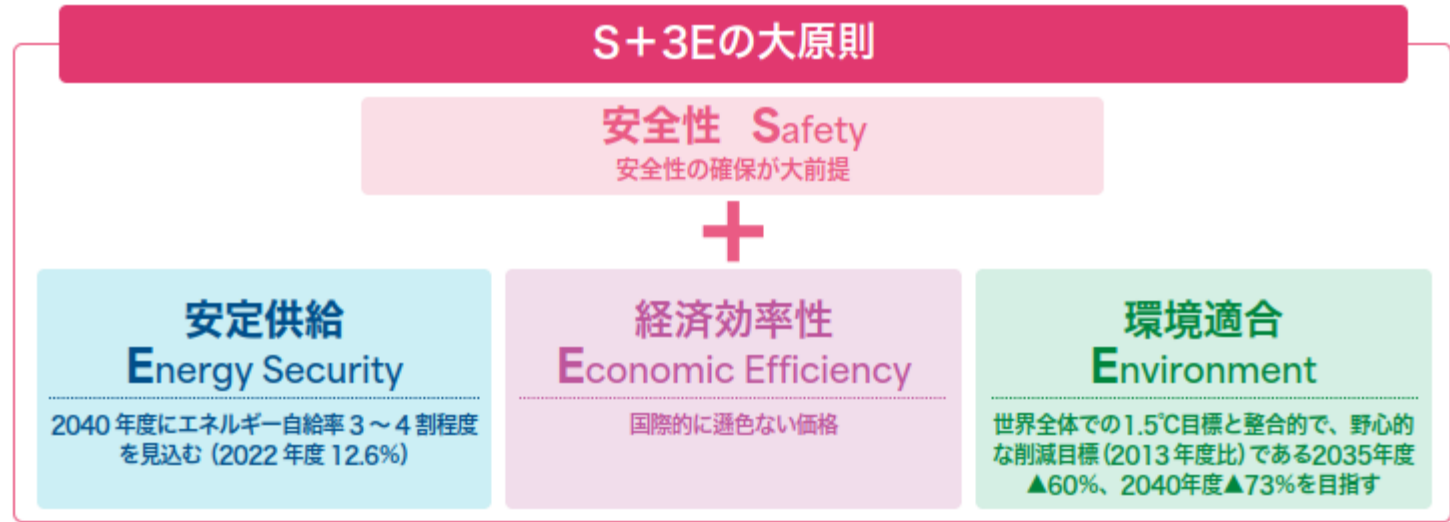 S+3Eの大原則
安全性 Safety
安全性の確保が大前提
+
安定供給
Energy Security
2040年度にエネルギー自給率3～4割程度
を見込む（2022年度12.6%）
経済効率性
Economic Efficiency
国際的に遜色ない価格
環境適合
Environment
世界全体での1.5℃目標と整合的で、野心的
な削減目標（2013年度比）である2035年度
▲60%、2040年度▲73%を目指す